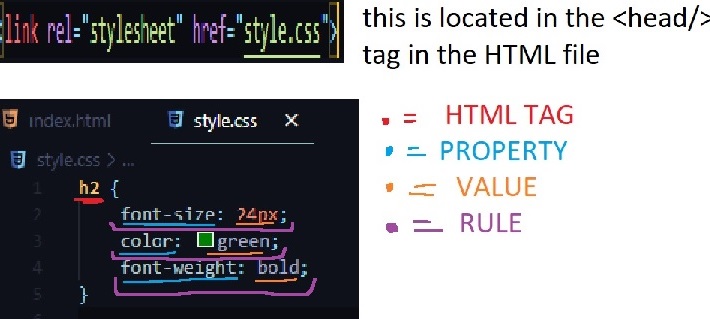 link rel="stylesheet" href="style.css">
this is located in the <head/>
tag in the HTML file
index.html
style.css X
style.css > ...
1 h2 {
2 font-size: 24px;
3 color: green;
4 font-weight: bold;
5 }
6
= HTML TAG
= PROPERTY
= VALUE
= RULE